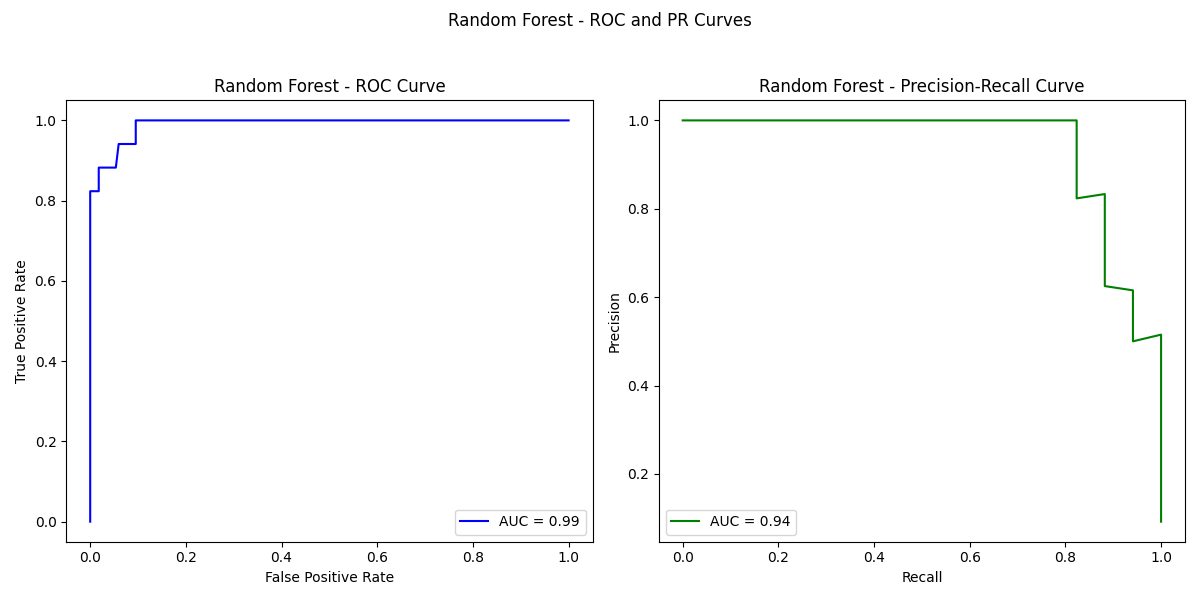 Random Forest - ROC and PR Curves
Random Forest - ROC Curve
1.0
0.8
0.6
0.4
0.2
0.0
True Positive Rate
0.0 0.2 0.4 0.6 0.8 1.0
False Positive Rate
AUC = 0.99
Random Forest - Precision-Recall Curve
1.0
0.8
0.6
0.4
0.2
Precision
0.0 0.2 0.4 0.6 0.8 1.0
Recall
AUC = 0.94